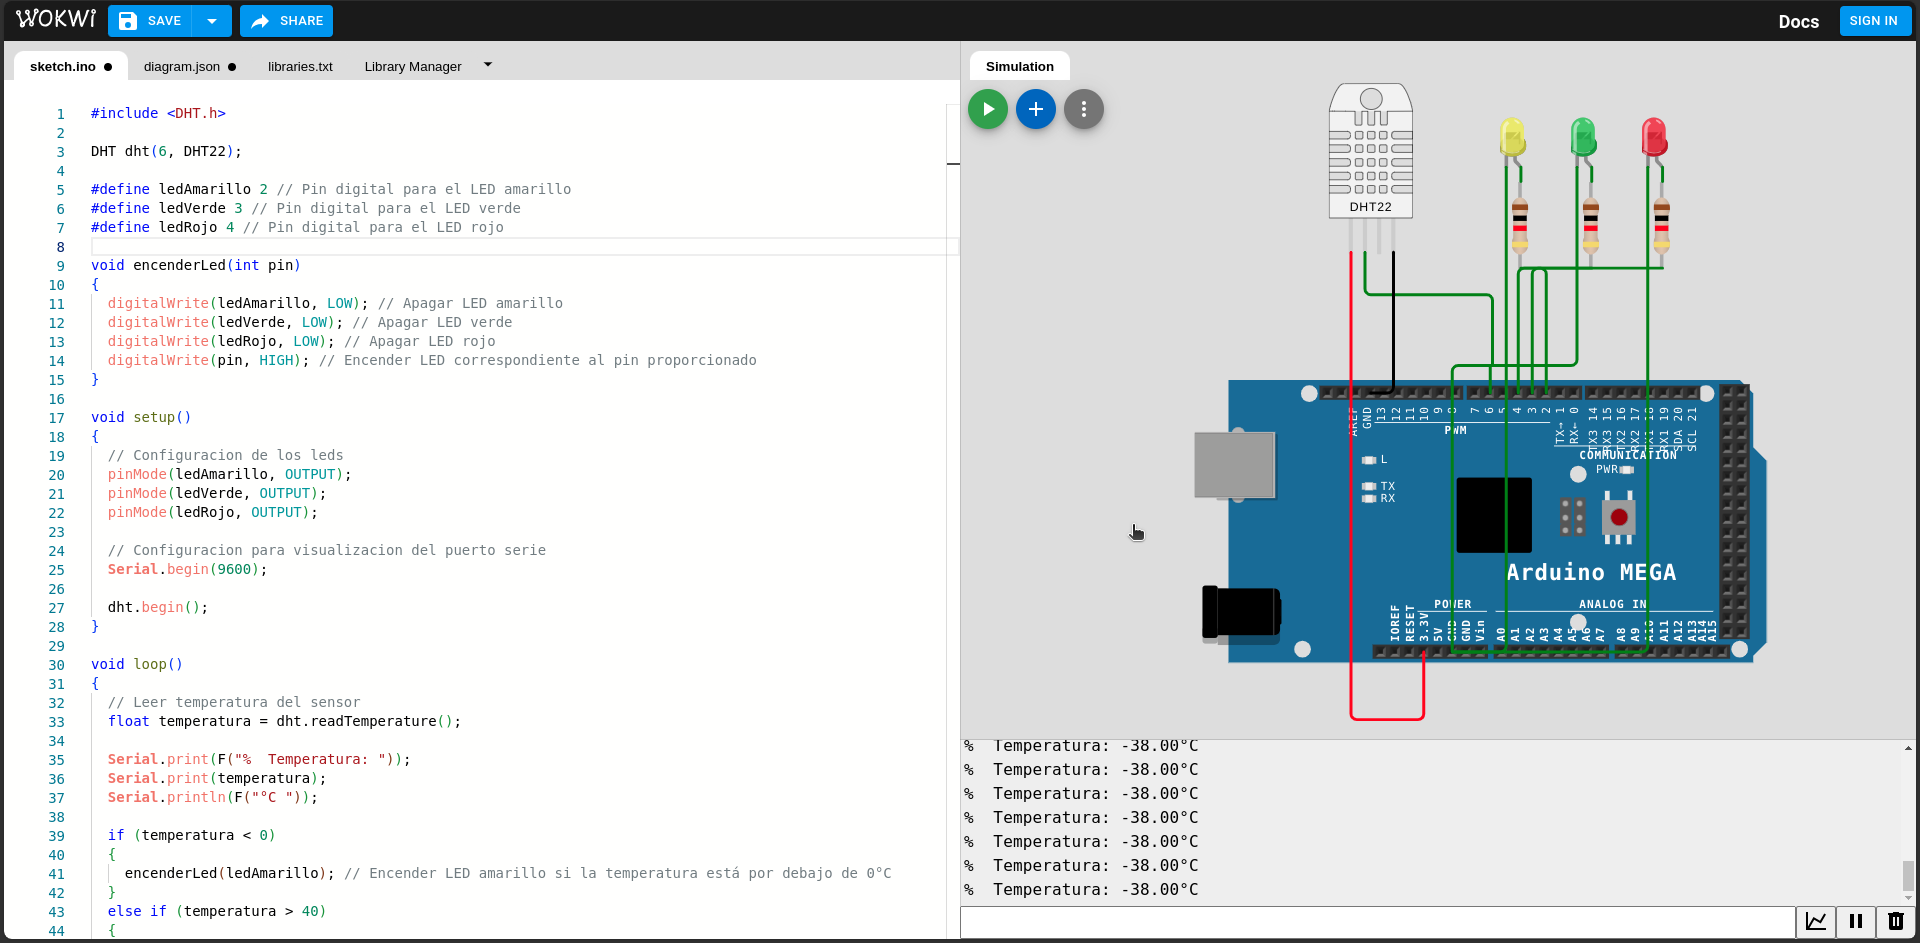 WOKWi SAVE SHARE Docs SIGN IN
sketch.ino diagram.json libraries.txt Library Manager
1 #include <DHT.h>
2
3 DHT dht(6, DHT22);
4
5 #define ledAmarillo 2 // Pin digital para el LED amarillo
6 #define ledVerde 3 // Pin digital para el LED verde
7 #define ledRojo 4 // Pin digital para el LED rojo
8
9 void encenderLed(int pin)
10 {
11 digitalWrite(ledAmarillo, LOW); // Apagar LED amarillo
12 digitalWrite(ledVerde, LOW); // Apagar LED verde
13 digitalWrite(ledRojo, LOW); // Apagar LED rojo
14 digitalWrite(pin, HIGH); // Encender LED correspondiente al pin proporcionado
15 }
16
17 void setup()
18 {
19 // Configuracion de los leds
20 pinMode(ledAmarillo, OUTPUT);
21 pinMode(ledVerde, OUTPUT);
22 pinMode(ledRojo, OUTPUT);
23
24 // Configuracion para visualizacion del puerto serie
25 Serial.begin(9600);
26
27 dht.begin();
28 }
29
30 void loop()
31 {
32 // Leer temperatura del sensor
33 float temperatura = dht.readTemperature();
34
35 Serial.print(F("%  Temperatura: "));
36 Serial.print(temperatura);
37 Serial.println(F("°C "));
38
39 if (temperatura < 0)
40 {
41 encenderLed(ledAmarillo); // Encender LED amarillo si la temperatura está por debajo de 0°C
42 }
43 else if (temperatura > 40)
44 {
Simulation
DHT22
AREF GND 13 12 11 10 9 8 7 6 5 4 3 2 1 0 14 15 16 17 18 19 20 21
PWM
TX→ RX← TX3 RX3 TX2 RX2 TX1 RX1 SDA SCL
COMMUNICATION
L
PWR
TX
RX
Arduino MEGA
POWER ANALOG IN
IOREF RESET 3.3V 5V GND GND Vin A0 A1 A2 A3 A4 A5 A6 A7 A8 A9 A10 A11 A12 A13 A14 A15
%  Temperatura: -38.00°C
%  Temperatura: -38.00°C
%  Temperatura: -38.00°C
%  Temperatura: -38.00°C
%  Temperatura: -38.00°C
%  Temperatura: -38.00°C
%  Temperatura: -38.00°C